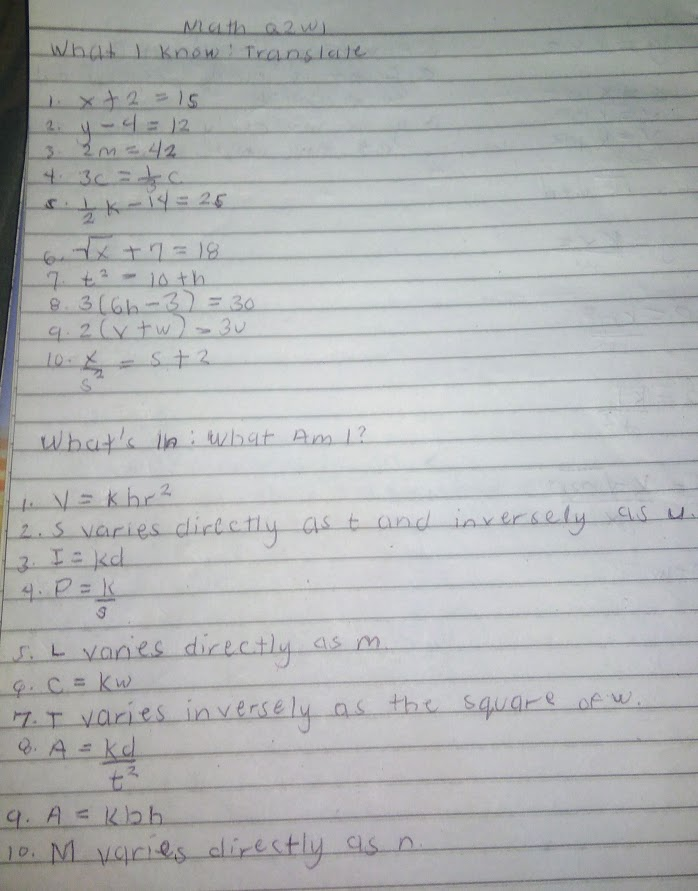 Math Q2W1
What I Know: Translate
1. x + 2 = 15
2. y - 4 = 12
3. 2m = 42
4. 3c = 1/3 c
5. 1/2 k - 14 = 25
6. √x + 7 = 18
7. t² = 10 + h
8. 3(6h - 3) = 30
9. 2(v + w) = 30
10. x/s² = 5 + 2
What's In: What Am I?
1. V = khr²
2. S varies directly as t and inversely as u.
3. I = kd
4. P = k/s
5. L varies directly as m.
6. C = kw
7. T varies inversely as the square of w.
8. A = kd/t²
9. A = kbh
10. M varies directly as n.